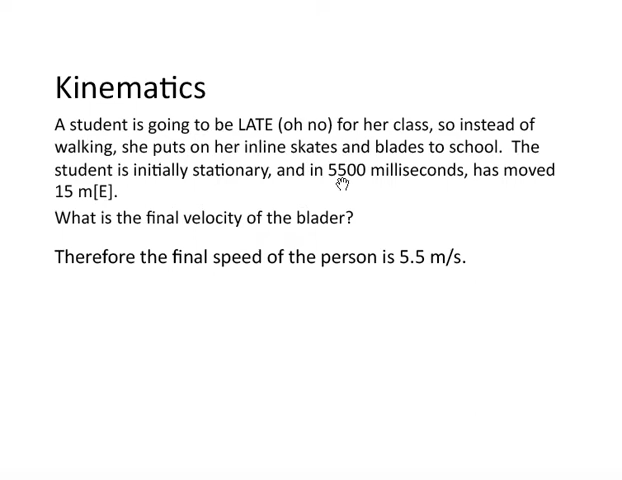 Kinematics
A student is going to be LATE (oh no) for her class, so instead of
walking, she puts on her inline skates and blades to school.  The
student is initially stationary, and in 5500 milliseconds, has moved
15 m[E].
What is the final velocity of the blader?
Therefore the final speed of the person is 5.5 m/s.